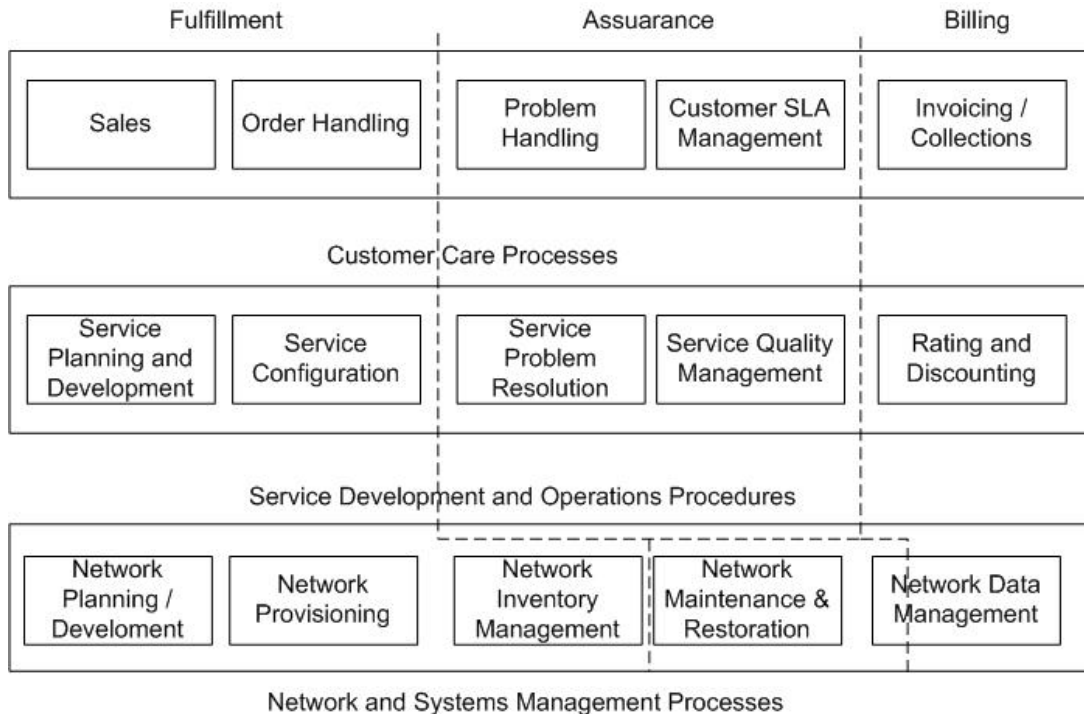 Fulfillment
Assuarance
Billing
Sales
Order Handling
Problem
Handling
Customer SLA
Management
Invoicing /
Collections
Customer Care Processes
Service
Planning and
Development
Service
Configuration
Service
Problem
Resolution
Service Quality
Management
Rating and
Discounting
Service Development and Operations Procedures
Network
Planning /
Develoment
Network
Provisioning
Network
Inventory
Management
Network
Maintenance &
Restoration
Network Data
Management
Network and Systems Management Processes